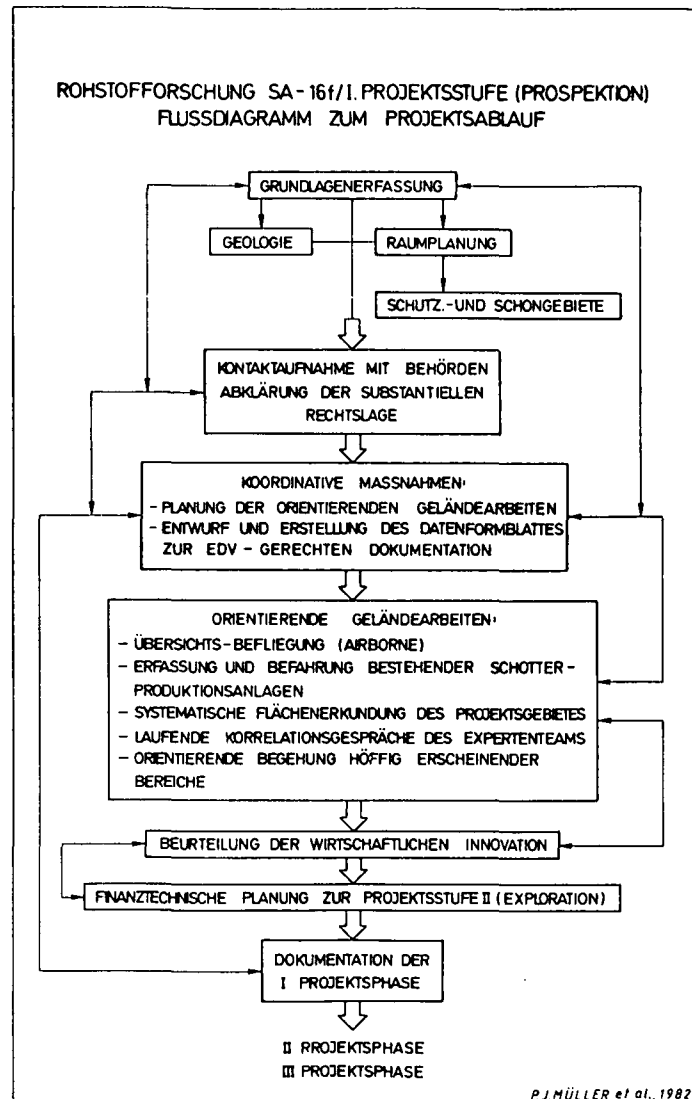 ROHSTOFFORSCHUNG SA-16f/I. PROJEKTSSTUFE (PROSPEKTION)
FLUSSDIAGRAMM ZUM PROJEKTSABLAUF
GRUNDLAGENERFASSUNG
GEOLOGIE
RAUMPLANUNG
SCHUTZ.-UND SCHONGEBIETE
KONTAKTAUFNAHME MIT BEHÖRDEN
ABKLÄRUNG DER SUBSTANTIELLEN
RECHTSLAGE
KOORDINATIVE MASSNAHMEN:
- PLANUNG DER ORIENTIERENDEN GELÄNDEARBEITEN
- ENTWURF UND ERSTELLUNG DES DATENFORMBLATTES
ZUR EDV - GERECHTEN DOKUMENTATION
ORIENTIERENDE GELÄNDEARBEITEN:
- ÜBERSICHTS-BEFLIEGUNG (AIRBORNE)
- ERFASSUNG UND BEFAHRUNG BESTEHENDER SCHOTTER-
PRODUKTIONSANLAGEN
- SYSTEMATISCHE FLÄCHENERKUNDUNG DES PROJEKTSGEBIETES
- LAUFENDE KORRELATIONSGESPRÄCHE DES EXPERTENTEAMS
- ORIENTIERENDE BEGEHUNG HÖFFIG ERSCHEINENDER
BEREICHE
BEURTEILUNG DER WIRTSCHAFTLICHEN INNOVATION
FINANZTECHNISCHE PLANUNG ZUR PROJEKTSSTUFE II (EXPLORATION)
DOKUMENTATION DER
I PROJEKTSPHASE
II RROJEKTSPHASE
III PROJEKTSPHASE
P.J.MÜLLER et al., 1982